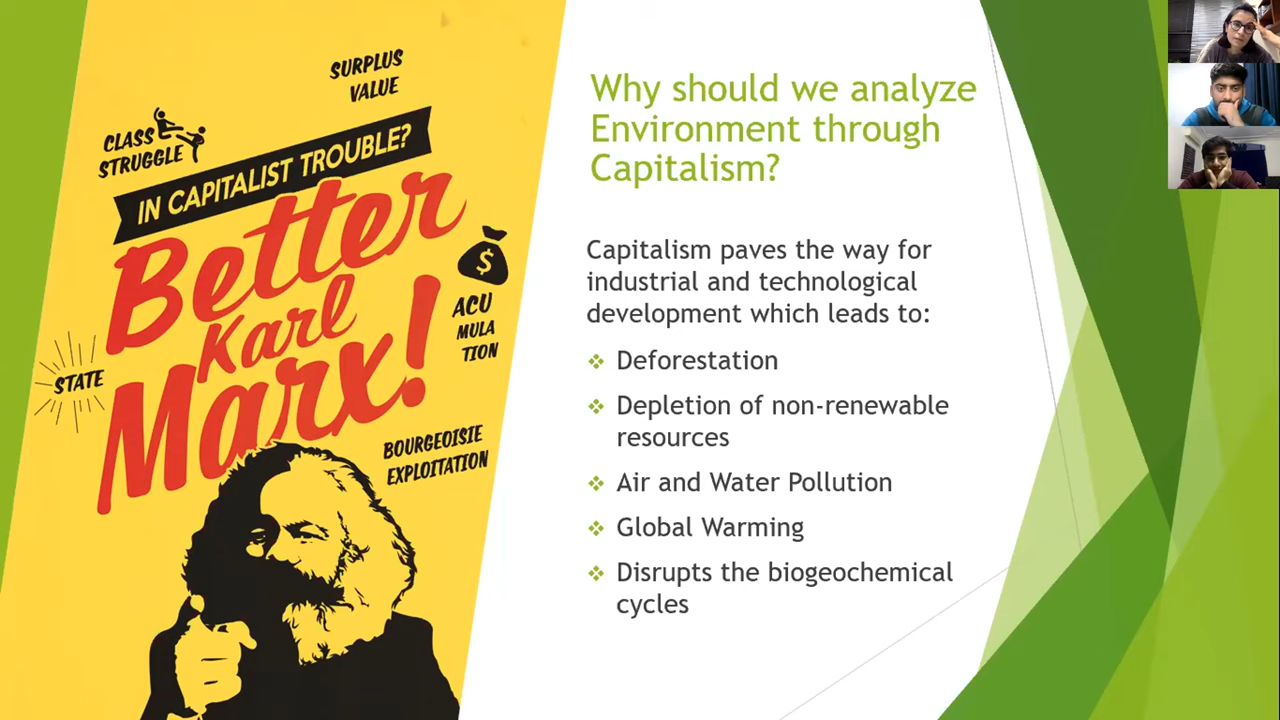 SURPLUS
VALUE
CLASS
STRUGGLE
IN CAPITALIST TROUBLE?
Better
Karl
Marx!
$
ACU
MULA
TION
STATE
BOURGEOISIE
EXPLOITATION
Why should we analyze
Environment through
Capitalism?
Capitalism paves the way for
industrial and technological
development which leads to:
Deforestation
Depletion of non-renewable
resources
Air and Water Pollution
Global Warming
Disrupts the biogeochemical
cycles